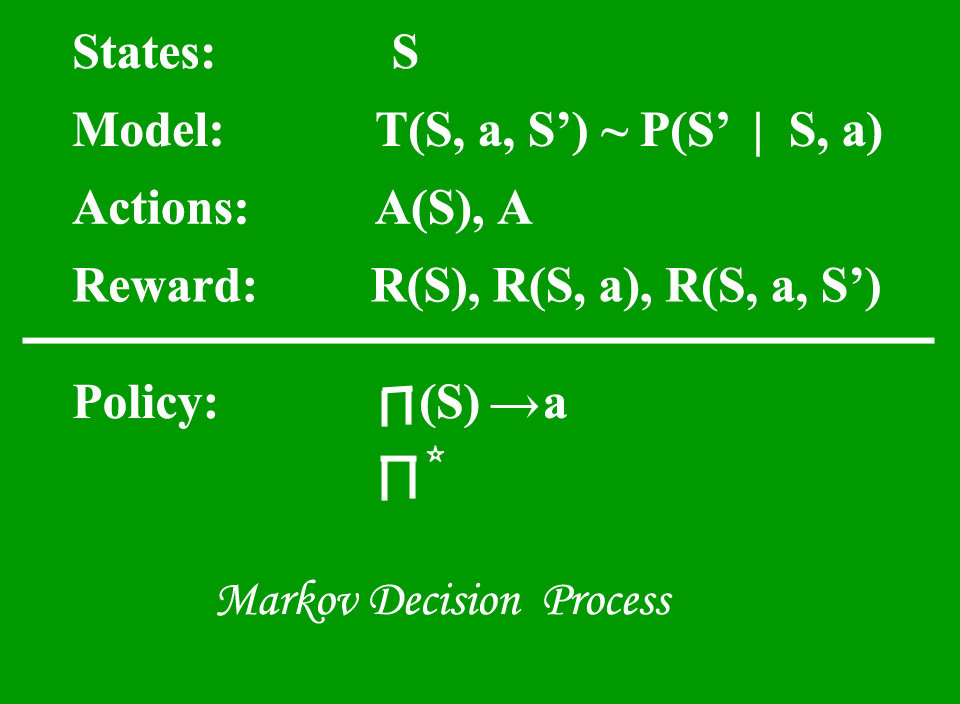 States: S
Model: T(S, a, S’) ~ P(S’ | S, a)
Actions: A(S), A
Reward: R(S), R(S, a), R(S, a, S’)
Policy: ∏(S) →a
∏*
Markov Decision Process